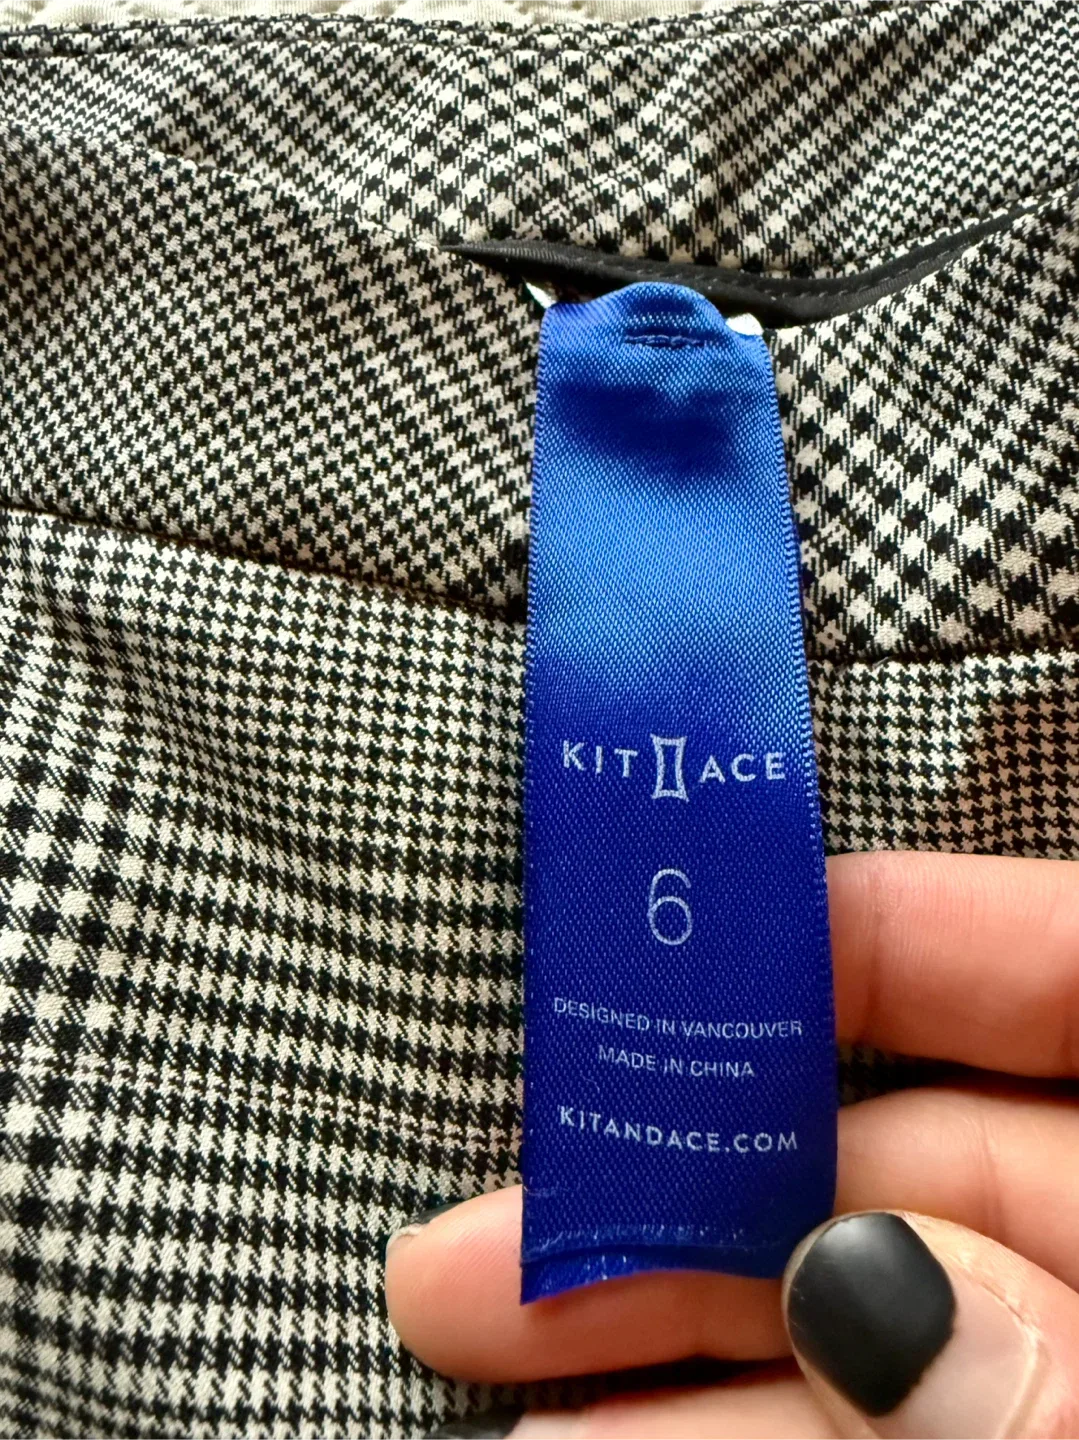 KIT ACE
6
DESIGNED IN VANCOUVER
MADE IN CHINA
KITANDACE.COM